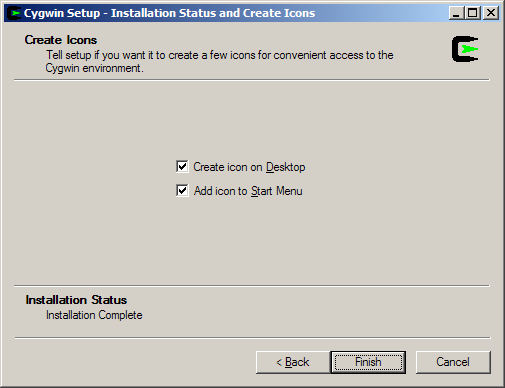 Cygwin Setup - Installation Status and Create Icons
Create Icons
Tell setup if you want it to create a few icons for convenient access to the
Cygwin environment.
Create icon on Desktop
Add icon to Start Menu
Installation Status
Installation Complete
< Back Finish Cancel